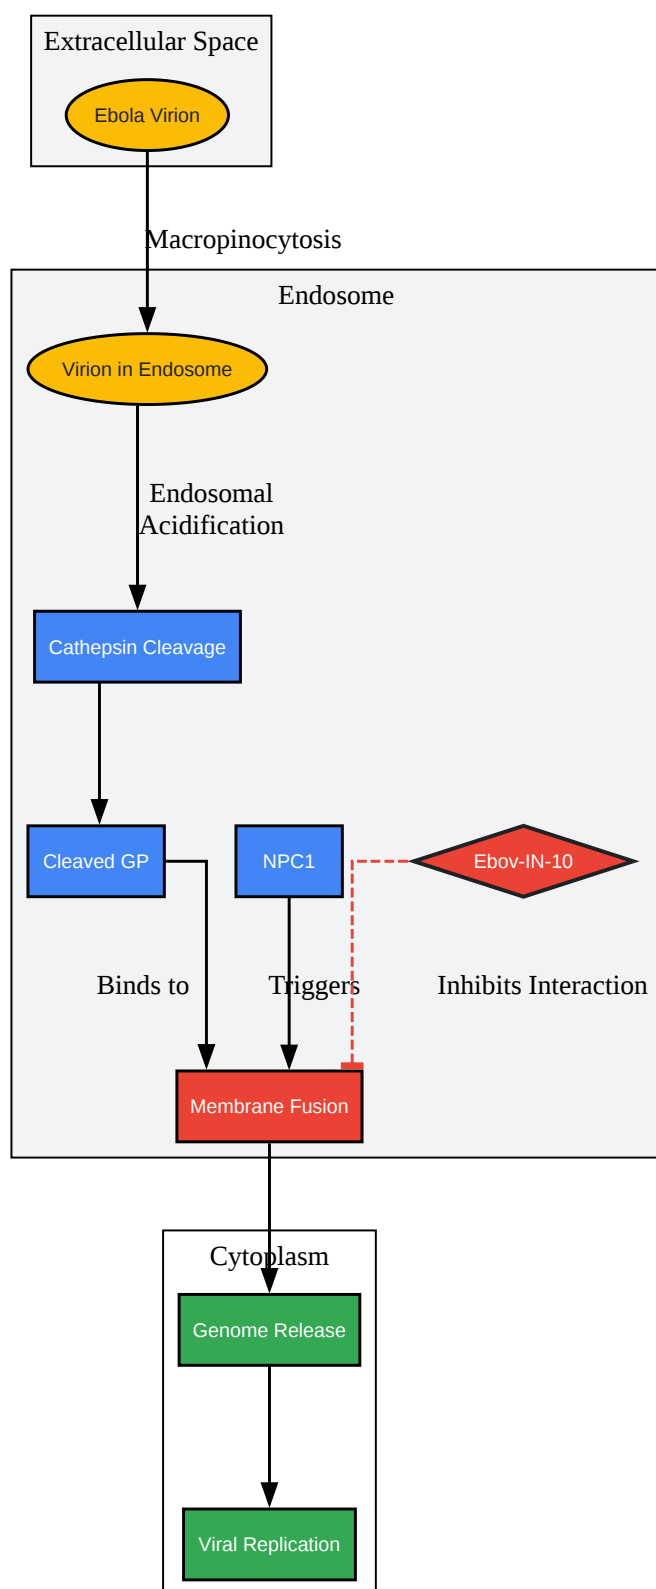 Extracellular Space
Ebola Virion
Macropinocytosis
Endosome
Virion in Endosome
Endosomal
Acidification
Cathepsin Cleavage
Cleaved GP
NPC1
Ebov-IN-10
Binds to
Triggers
Inhibits Interaction
Membrane Fusion
Cytoplasm
Genome Release
Viral Replication